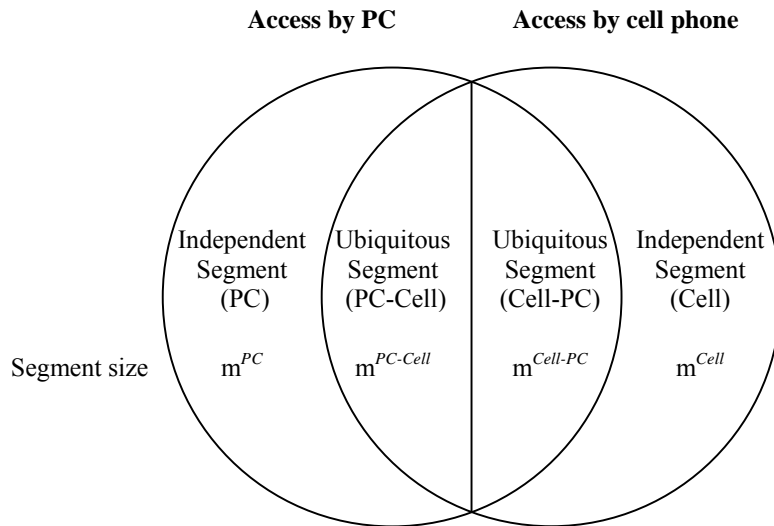 Access by PC
Access by cell phone
Independent
Segment
(PC)
Ubiquitous
Segment
(PC-Cell)
Ubiquitous
Segment
(Cell-PC)
Independent
Segment
(Cell)
Segment size
m^PC
m^PC-Cell
m^Cell-PC
m^Cell